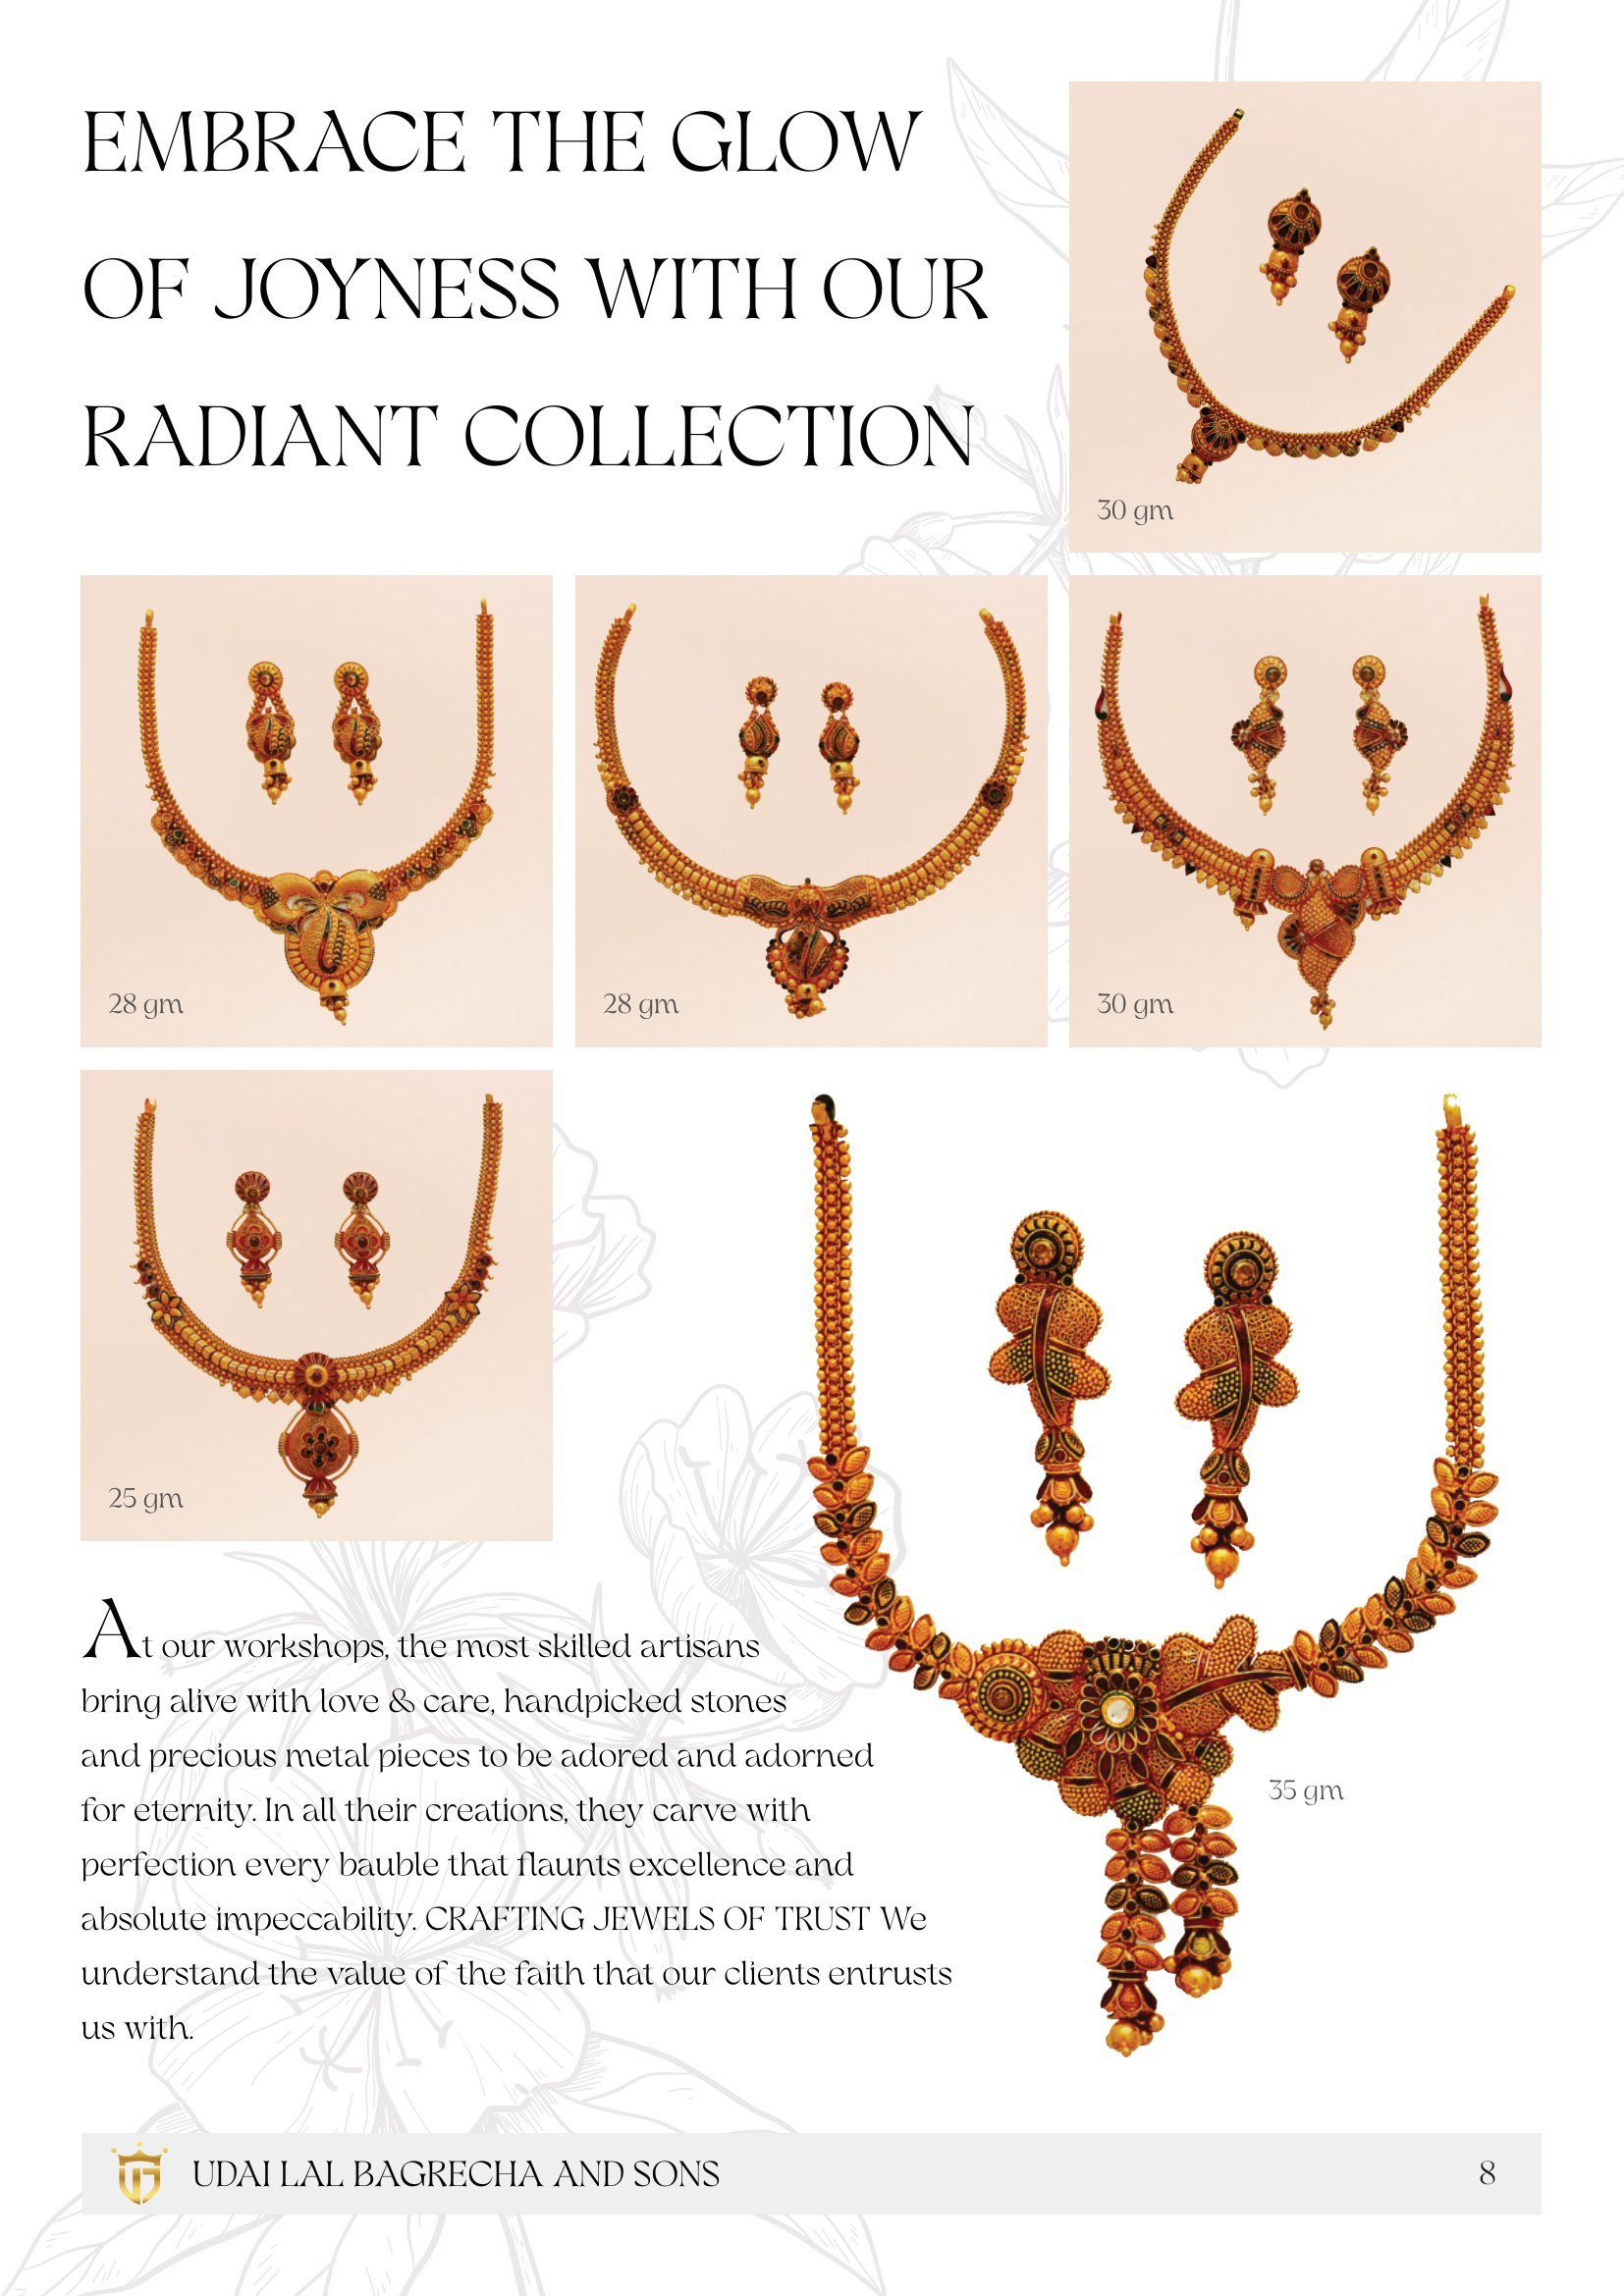 EMBRACE THE GLOW
OF JOYNESS WITH OUR
RADIANT COLLECTION
30 gm
28 gm
28 gm
30 gm
25 gm
35 gm
At our workshops, the most skilled artisans
bring alive with love & care, handpicked stones
and precious metal pieces to be adored and adorned
for eternity. In all their creations, they carve with
perfection every bauble that flaunts excellence and
absolute impeccability. CRAFTING JEWELS OF TRUST We
understand the value of the faith that our clients entrusts
us with.
UDAI LAL BAGRECHA AND SONS
8